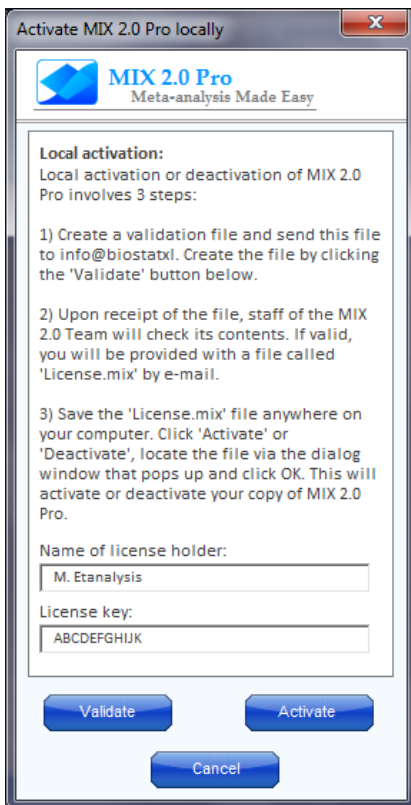 Activate MIX 2.0 Pro locally
MIX 2.0 Pro
Meta-analysis Made Easy
Local activation:
Local activation or deactivation of MIX 2.0
Pro involves 3 steps:
1) Create a validation file and send this file
to info@biostatxl. Create the file by clicking
the 'Validate' button below.
2) Upon receipt of the file, staff of the MIX
2.0 Team will check its contents. If valid,
you will be provided with a file called
'License.mix' by e-mail.
3) Save the 'License.mix' file anywhere on
your computer. Click 'Activate' or
'Deactivate', locate the file via the dialog
window that pops up and click OK. This will
activate or deactivate your copy of MIX 2.0
Pro.
Name of license holder:
M. Etanalysis
License key:
ABCDEFGHIJK
Validate
Activate
Cancel